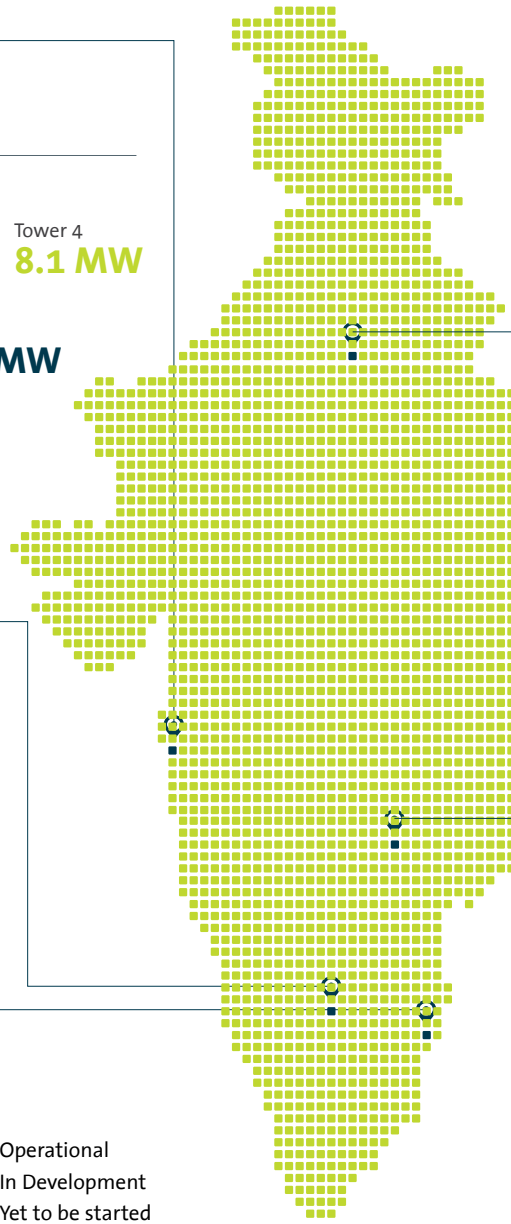 Tower 4
8.1 MW
MW
Operational
In Development
Yet to be started